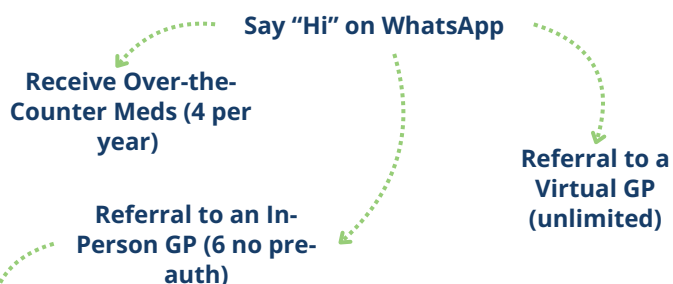 Say “Hi” on WhatsApp
Receive Over-the-
Counter Meds (4 per
year)
Referral to a
Virtual GP
(unlimited)
Referral to an In-
Person GP (6 no pre-
auth)